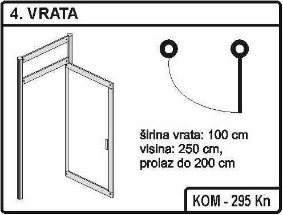 4. VRATA
širina vrata: 100 cm
visina: 250 cm,
prolaz do 200 cm
KOM - 295 Kn